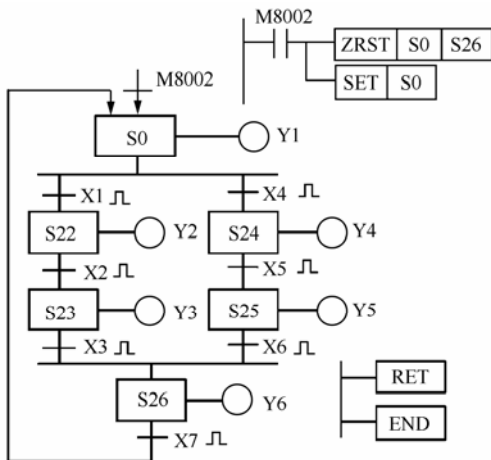 M8002
ZRST S0 S26
SET S0
M8002
S0 Y1
X1 X4
S22 Y2 S24 Y4
X2 X5
S23 Y3 S25 Y5
X3 X6
S26 Y6
X7
RET
END